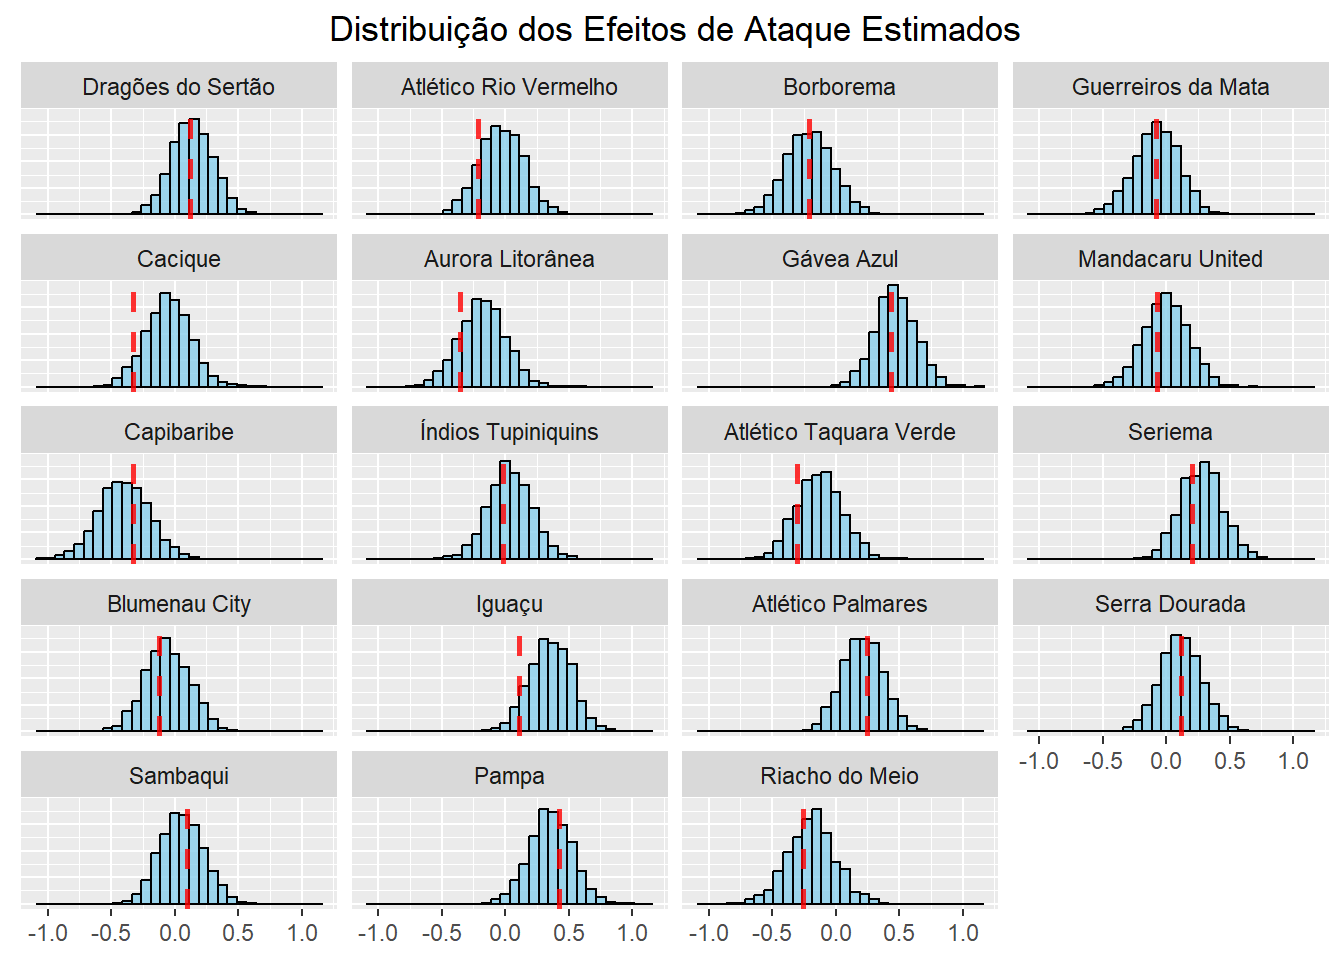 Distribuição dos Efeitos de Ataque Estimados
Dragões do Sertão
Atlético Rio Vermelho
Borborema
Guerreiros da Mata
Cacique
Aurora Litorânea
Gávea Azul
Mandacaru United
Capibaribe
Índios Tupiniquins
Atlético Taquara Verde
Seriema
Blumenau City
Iguaçu
Atlético Palmares
Serra Dourada
-1.0 -0.5 0.0 0.5 1.0
Sambaqui
Pampa
Riacho do Meio
-1.0 -0.5 0.0 0.5 1.0
-1.0 -0.5 0.0 0.5 1.0
-1.0 -0.5 0.0 0.5 1.0